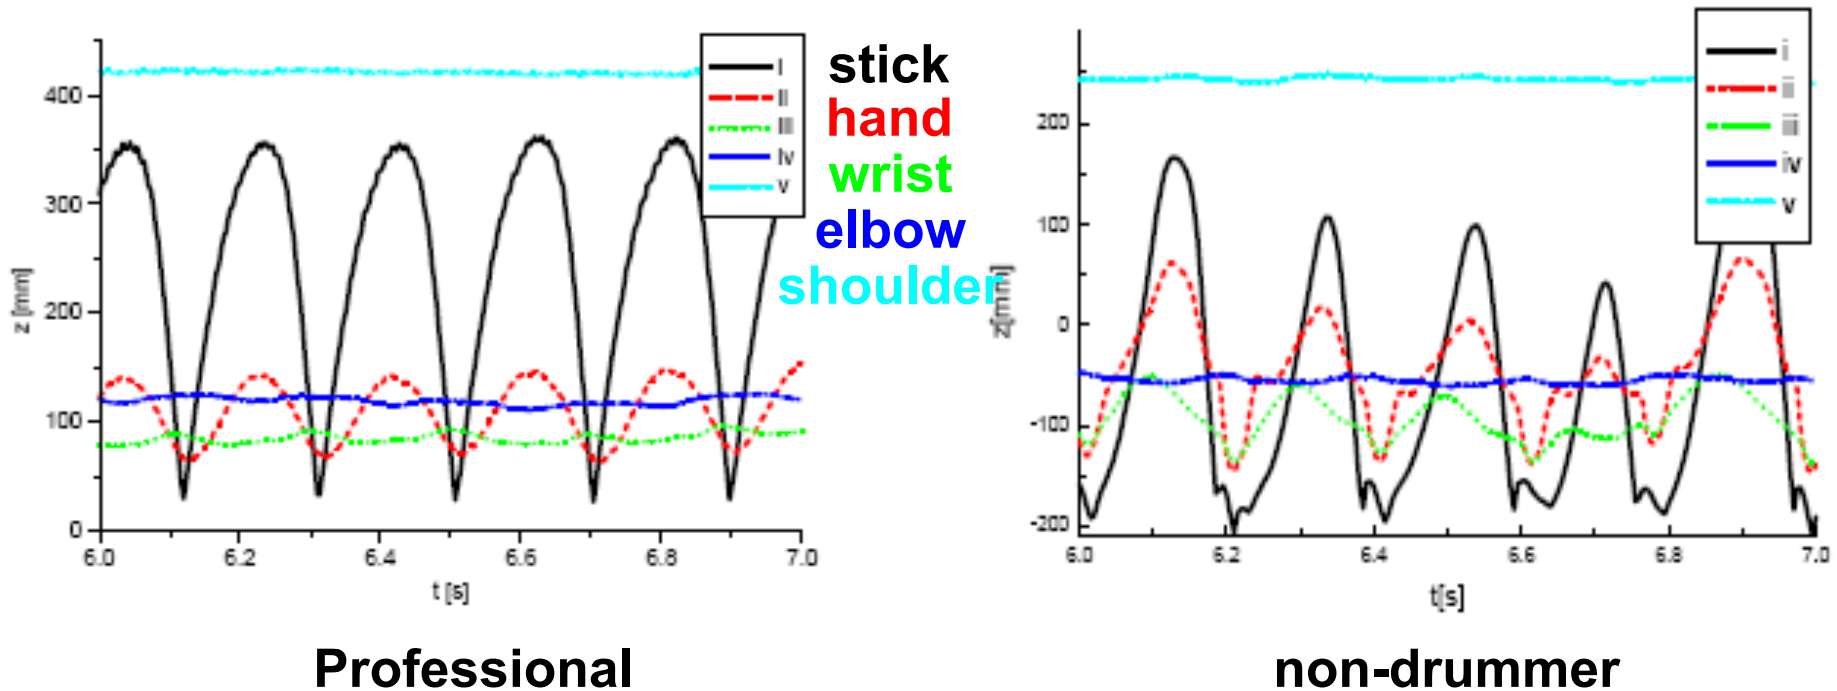 I
II
III
Iv
v
stick
hand
wrist
elbow
shoulder
i
ii
iii
iv
v
400
300
200
100
0
z [mm]
6.0 6.2 6.4 6.6 6.8 7.0
t [s]
200
100
0
-100
-200
z[mm]
6.0 6.2 6.4 6.6 6.8 7.0
t[s]
Professional
non-drummer